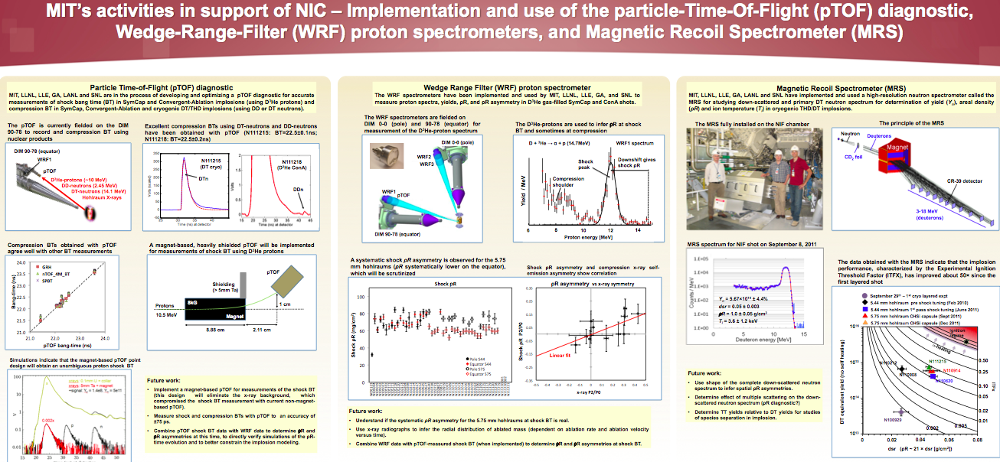 MIT's activities in support of NIC – Implementation and use of the particle-Time-Of-Flight (pTOF) diagnostic,
Wedge-Range-Filter (WRF) proton spectrometers, and Magnetic Recoil Spectrometer (MRS)
Particle Time-of-Flight (pTOF) diagnostic
MIT, LLNL, LLE, GA, LANL and SNL are in the process of developing and optimizing a pTOF diagnostic for accurate
measurements of shock bang time (BT) in SymCap and Convergent-Ablation implosions (using D³He protons) and
compression BT in SymCap, Convergent-Ablation and cryogenic DT/THD implosions (using DD or DT neutrons).
The pTOF is currently fielded on the DIM
90-78 to record and compression BT using
nuclear products
DIM 90-78 (equator)
WRF1
pTOF
D³He-protons (~10 MeV)
DD-neutrons (2.45 MeV)
DT-neutrons (14.1 MeV)
Hohlraum X-rays
Excellent compression BTs using DT-neutrons and DD-neutrons
have been obtained with pTOF (N111215: BT=22.5±0.1ns;
N111218: BT=22.5±0.2ns)
N111215
(DT cryo)
DTn
Volts (scaled)
Time (ns) at detector
N111218
(D³He ConA)
DDn
Volts
Time (ns) at detector
Compression BTs obtained with pTOF
agree well with other BT measurements
GRH
nTOF_4M_BT
SPBT
Bang-time (ns)
24.0
23.5
23.0
22.5
22.0
21.5
21.0
21.0 22.0 23.0 24.0
pTOF bang-time (ns)
A magnet-based, heavily shielded pTOF will be implemented
for measurements of shock BT using D³He protons
pTOF
Shielding
(> 5mm Ta)
Protons
10.5 MeV
8kG
Magnet
1 cm
8.88 cm 2.11 cm
Simulations indicate that the magnet-based pTOF point
design will obtain an unambiguous proton shock BT
0.002x
p
n
15 20 25 30 35 40 45 50
Future work:
• Implement a magnet-based pTOF for measurements of the shock BT
(this design will eliminate the x-ray background, which
compromised the shock BT measurement with current non-magnet-
based pTOF).
• Measure shock and compression BTs with pTOF to an accuracy of
±75 ps.
• Combine pTOF shock BT data with WRF data to determine ρR and
ρR asymmetries at this time, to directly verify simulations of the ρR-
time evolution and to better constrain the implosion modeling.
Wedge Range Filter (WRF) proton spectrometer
The WRF spectrometers have been implemented and used by MIT, LLNL, LLE, GA, and SNL to
measure proton spectra, yields, ρR, and ρR asymmetry in D³He gas-filled SymCap and ConA shots.
The WRF spectrometers are fielded on
DIM 0-0 (pole) and 90-78 (equator) for
measurement of the D³He-proton spectrum
DIM 0-0 (pole)
WRF2
WRF3
WRF1
pTOF
DIM 90-78 (equator)
The D³He-protons are used to infer ρR at shock
BT and sometimes at compression
D + ³He → α + p (14.7MeV)
WRF1 spectrum
Shock
peak
Downshift gives
shock ρR
Compression
shoulder
Yield / MeV
6 8 10 12 14
Proton energy [MeV]
A systematic shock ρR asymmetry is observed for the 5.75
mm hohlraums (ρR systematically lower on the equator),
which will be scrutinized
Shock ρR
Shock ρR (mg/cm²)
100
80
60
40
20
0
Pole 544
Equator 544
Pole 575
Equator 575
Shock ρR asymmetry and compression x-ray self-
emission asymmetry show correlation
ρR asymmetry vs x-ray symmetry
Shock ρR P2/P0
Linear fit
x-ray P2/P0
Future work:
• Understand if the systematic ρR asymmetry for the 5.75 mm hohlraums at shock BT is real.
• Use x-ray radiographs to infer the radial distribution of ablated mass (dependent on ablation rate and ablation velocity
versus time).
• Combine WRF data with pTOF-measured shock BT (when implemented) to determine ρR and ρR asymmetries at shock BT.
Magnetic Recoil Spectrometer (MRS)
MIT, LLNL, LLE, GA, LANL and SNL have implemented and used a high-resolution neutron spectrometer called the
MRS for studying down-scattered and primary DT neutron spectrum for determination of yield (Yₙ), areal density
(ρR) and ion temperature (Tᵢ) in cryogenic THD/DT implosions.
The MRS fully installed on the NIF chamber
The principle of the MRS
Neutron
Deuterons
CD₂ foil
Magnet
CR-39 detector
3-18 MeV
(deuterons)
MRS spectrum for NIF shot on September 8, 2011
Counts / MeV
1.E+05
1.E+04
1.E+03
1.E+02
1.E+01
1.E+00
Yₙ = 5.67×10¹⁴ ± 4.4%
dsr = 0.05 ± 0.003
ρR = 1.0 ± 0.05 g/cm²
Tᵢ = 3.6 ± 1.2 keV
0 5 10 15
Deuteron energy [MeV]
The data obtained with the MRS indicate that the implosion
performance, characterized by the Experimental Ignition
Threshold Factor (ITFX), has improved about 50× since the
first layered shot
September 29th – 1st cryo layered expt
5.44 mm hohlraum pre shock tuning (Feb 2010)
5.44 mm hohlraum 1st pass shock tuning (June 2011)
5.75 mm hohlraum CHSi capsule (Sept 2011)
5.75 mm hohlraum CHSi capsule (Dec 2011)
Ignition
regime
α-heating
N110212
N110908
N111215
N110914
N110620
N100929
DT equivalent yield (no self heating)
0.50
0.25
0.10
0.05
0.02
0.01
0.002 0.005
ITFx
0 0.02 0.04 0.06 0.08
dsr (ρR ~ 21 × dsr [g/cm²])
Future work:
• Use shape of the complete down-scattered neutron
spectrum to infer spatial ρR asymmetries.
• Determine effect of multiple scattering on the down-
scattered neutron spectrum (ρR diagnostic?)
• Determine TT yields relative to DT yields for studies
of species separation in implosion.